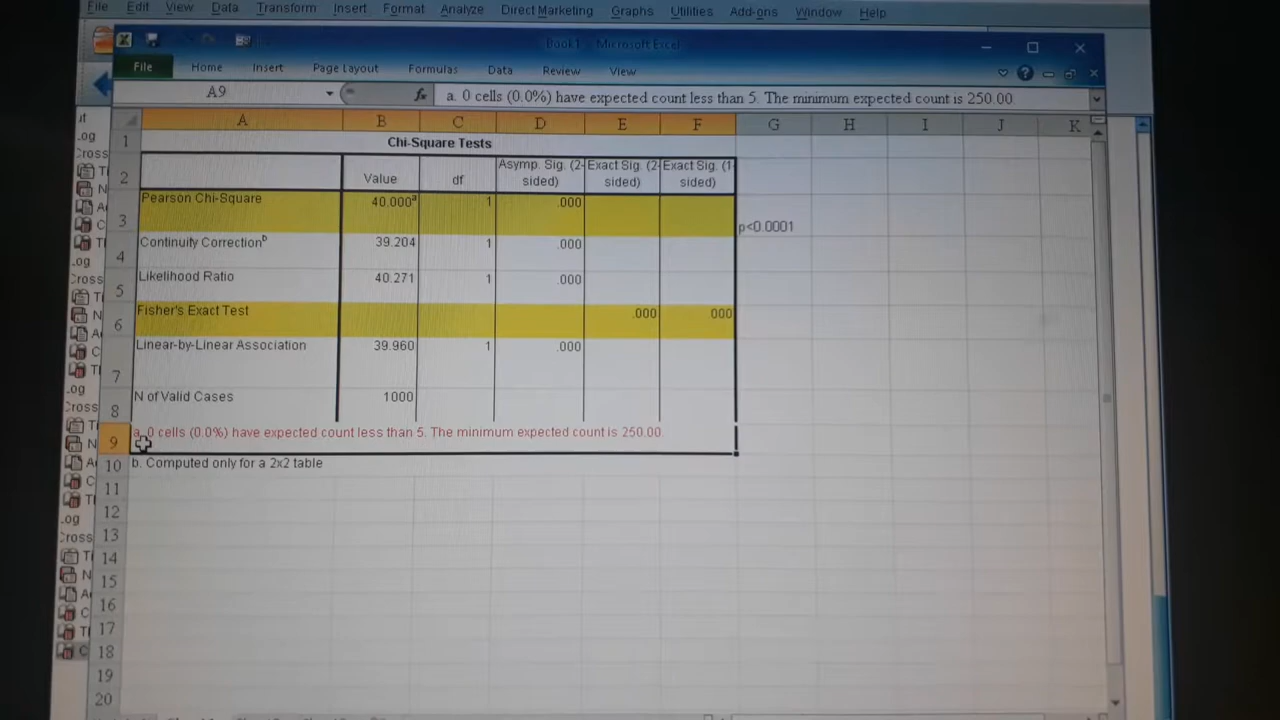 File Edit View Data Transform Insert Format Analyze Direct Marketing Graphs Utilities Add-ons Window Help
Book1 - Microsoft Excel
File Home Insert Page Layout Formulas Data Review View
A9 fx a. 0 cells (0.0%) have expected count less than 5. The minimum expected count is 250.00.
A B C D E F G H I J K
1 Chi-Square Tests
2 Value df Asymp. Sig. (2-sided) Exact Sig. (2-sided) Exact Sig. (1-sided)
3 Pearson Chi-Square 40.000a 1 .000 p<0.0001
4 Continuity Correctionb 39.204 1 .000
5 Likelihood Ratio 40.271 1 .000
6 Fisher's Exact Test .000 .000
7 Linear-by-Linear Association 39.960 1 .000
8 N of Valid Cases 1000
9 a. 0 cells (0.0%) have expected count less than 5. The minimum expected count is 250.00.
10 b. Computed only for a 2x2 table
11
12
13
14
15
16
17
18
19
20